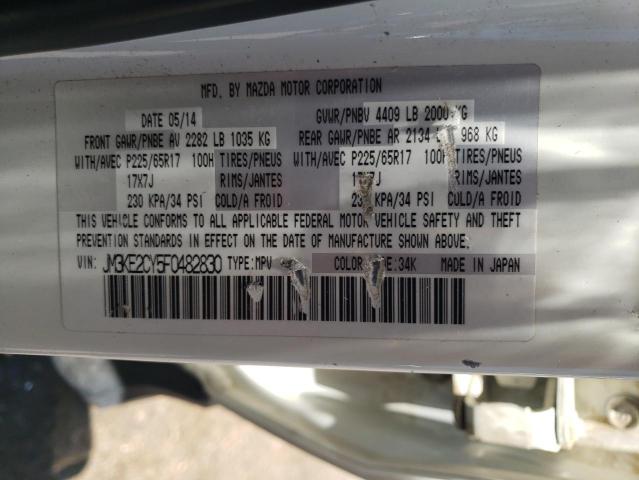 MFD. BY MAZDA MOTOR CORPORATION
DATE 05/14 GVWR/PNBV 4409 LB 2000 KG
FRONT GAWR/PNBE AV 2282 LB 1035 KG REAR GAWR/PNBE AR 2134 968 KG
WITH/AVEC P225/65R17 100H TIRES/PNEUS WITH/AVEC P225/65R17 100H TIRES/PNEUS
17X7J RIMS/JANTES 17X7J RIMS/JANTES
230 KPA/34 PSI COLD/A FROID 230 KPA/34 PSI COLD/A FROID
THIS VEHICLE CONFORMS TO ALL APPLICABLE FEDERAL MOTOR VEHICLE SAFETY AND THEFT
PREVENTION STANDARDS IN EFFECT ON THE DATE OF MANUFACTURE SHOWN ABOVE.
VIN: JM3KE2CY5F0482830 TYPE:MPV COLOR 34K MADE IN JAPAN